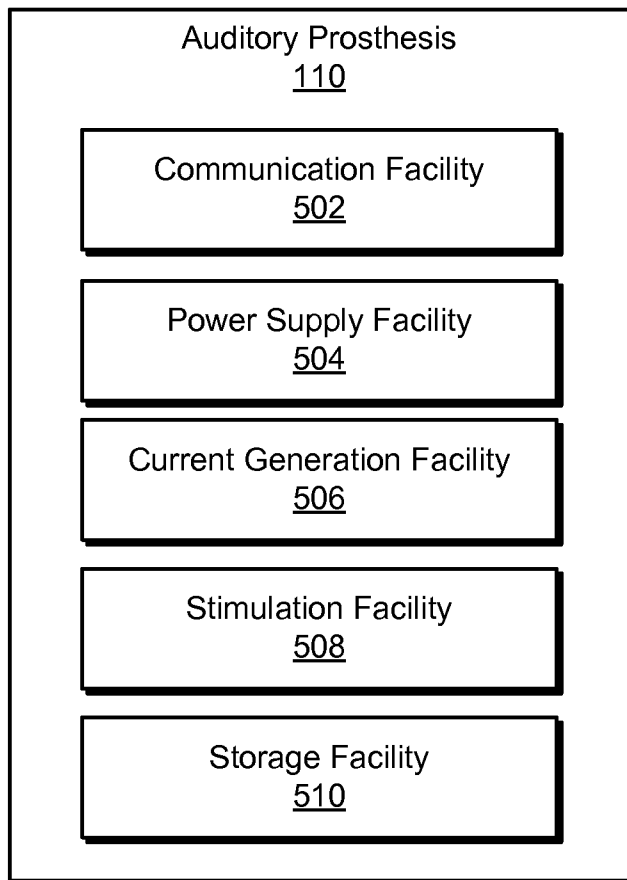 Auditory Prosthesis
110
Communication Facility
502
Power Supply Facility
504
Current Generation Facility
506
Stimulation Facility
508
Storage Facility
510